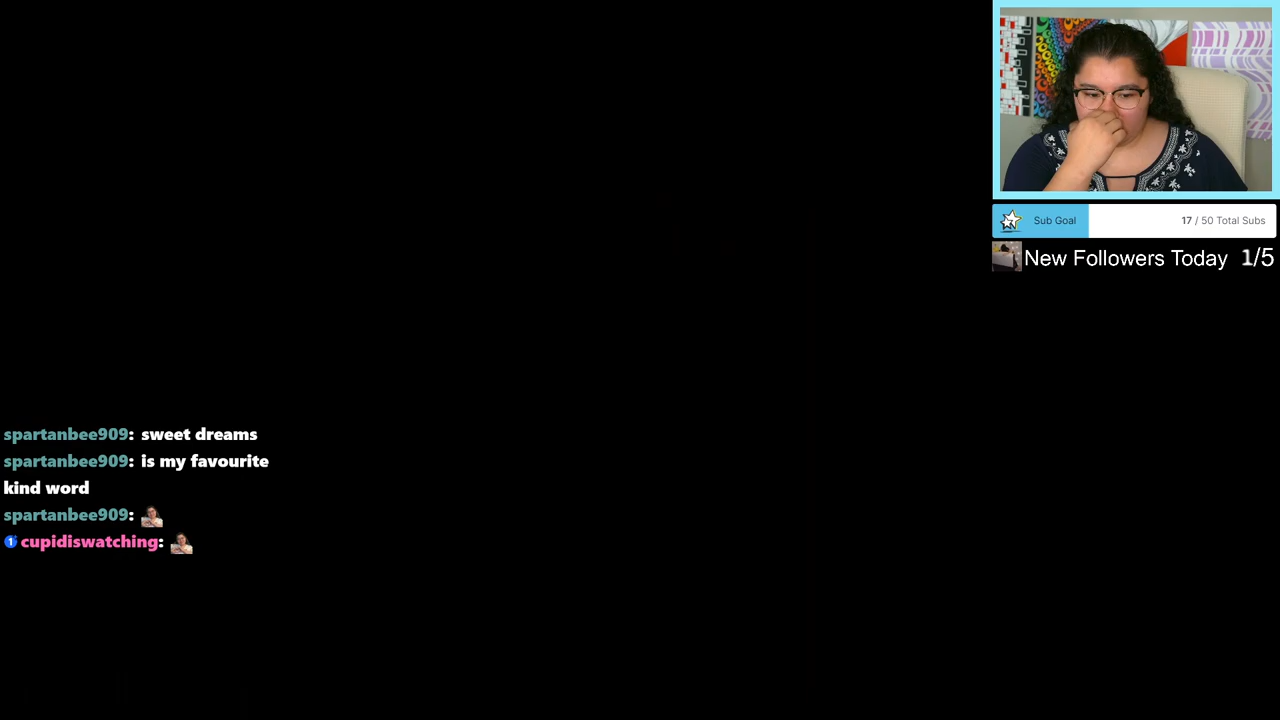 Sub Goal 17 / 50 Total Subs
New Followers Today 1/5
spartanbee909: sweet dreams
spartanbee909: is my favourite
kind word
spartanbee909:
1 cupidiswatching: